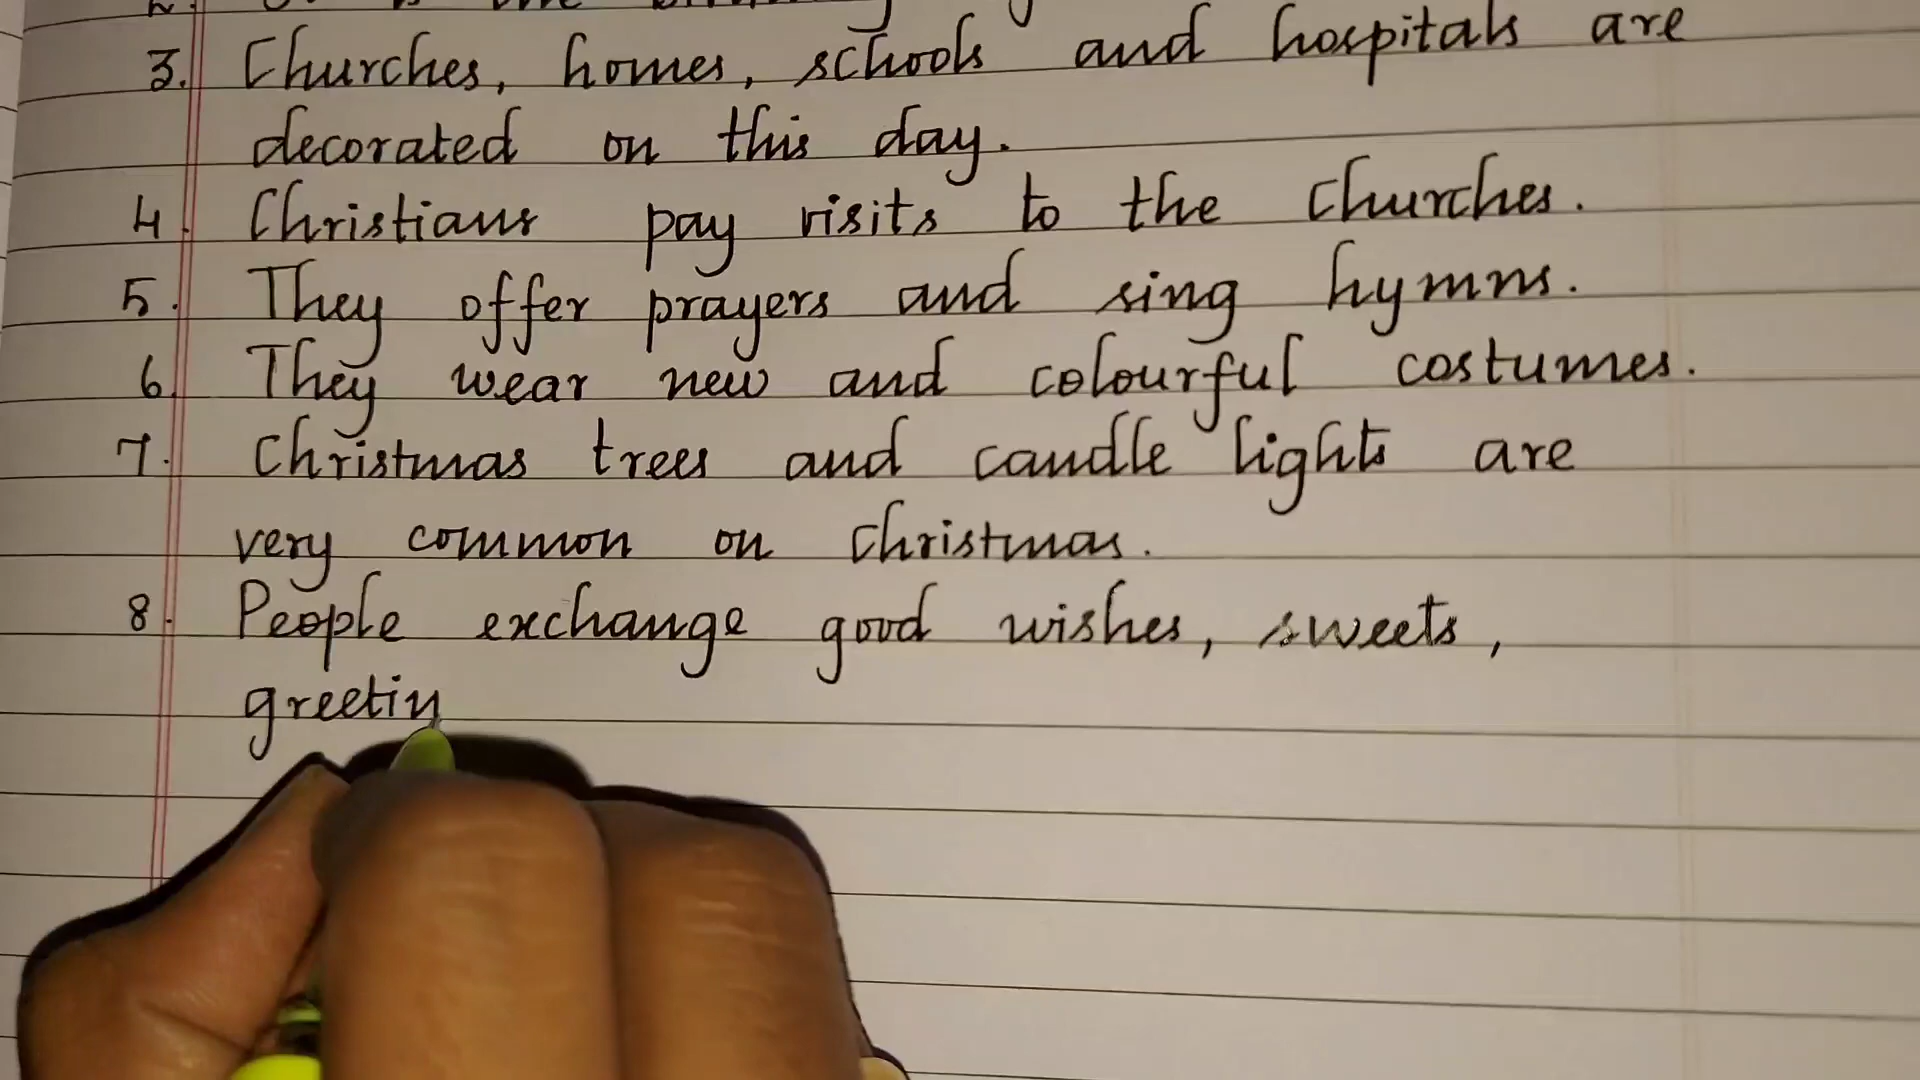 3. Churches, homes, schools and hospitals are
decorated on this day.
4. Christians pay visits to the churches.
5. They offer prayers and sing hymns.
6. They wear new and colourful costumes.
7. Christmas trees and candle lights are
very common on christmas.
8. People exchange good wishes, sweets,
greetin